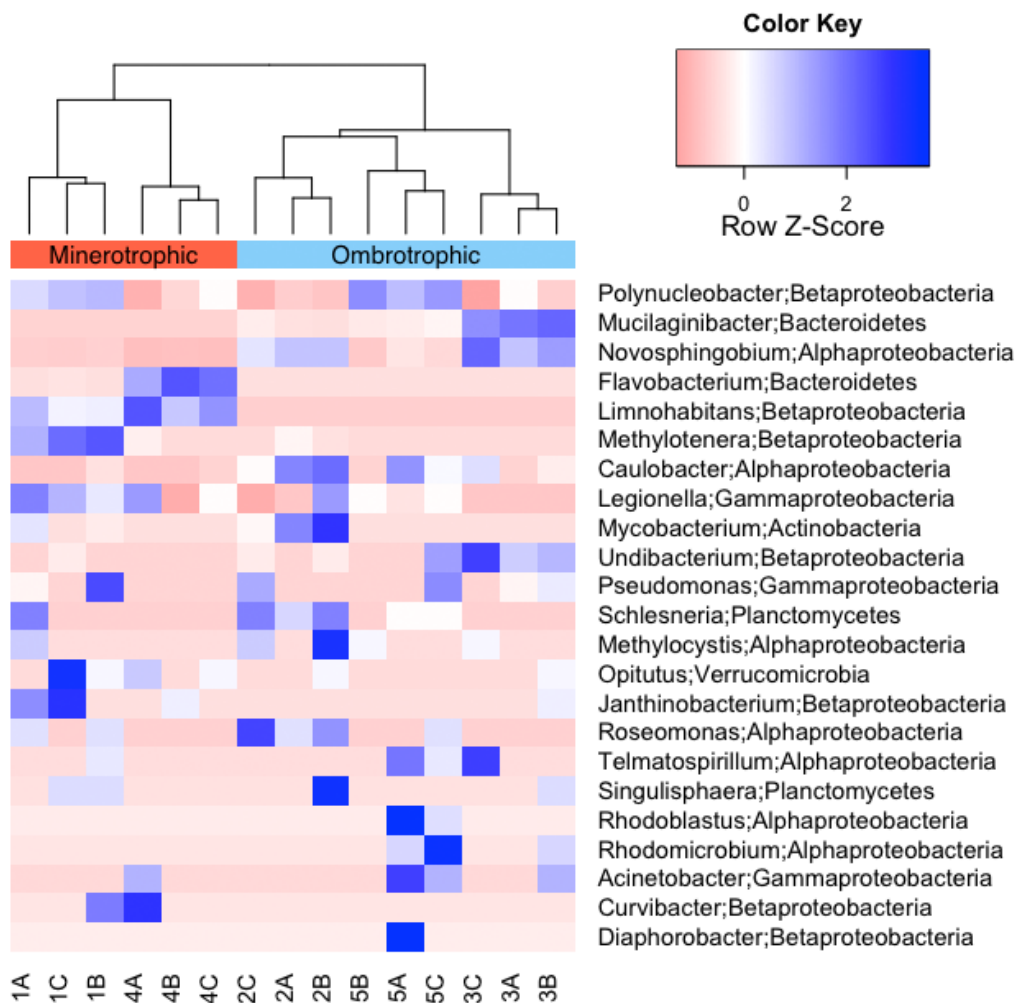 Color Key
0 2
Row Z-Score
Minerotrophic Ombrotrophic
Polynucleobacter;Betaproteobacteria
Mucilaginibacter;Bacteroidetes
Novosphingobium;Alphaproteobacteria
Flavobacterium;Bacteroidetes
Limnohabitans;Betaproteobacteria
Methylotenera;Betaproteobacteria
Caulobacter;Alphaproteobacteria
Legionella;Gammaproteobacteria
Mycobacterium;Actinobacteria
Undibacterium;Betaproteobacteria
Pseudomonas;Gammaproteobacteria
Schlesneria;Planctomycetes
Methylocystis;Alphaproteobacteria
Opitutus;Verrucomicrobia
Janthinobacterium;Betaproteobacteria
Roseomonas;Alphaproteobacteria
Telmatospirillum;Alphaproteobacteria
Singulisphaera;Planctomycetes
Rhodoblastus;Alphaproteobacteria
Rhodomicrobium;Alphaproteobacteria
Acinetobacter;Gammaproteobacteria
Curvibacter;Betaproteobacteria
Diaphorobacter;Betaproteobacteria
1A 1C 1B 4A 4B 4C 2C 2A 2B 5B 5A 5C 3C 3A 3B